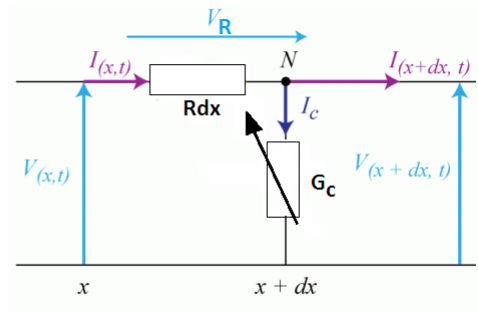 V_R
I_(x,t)
N
I_(x+dx, t)
Rdx
I_c
V_(x,t)
G_c
V_(x + dx, t)
x
x + dx